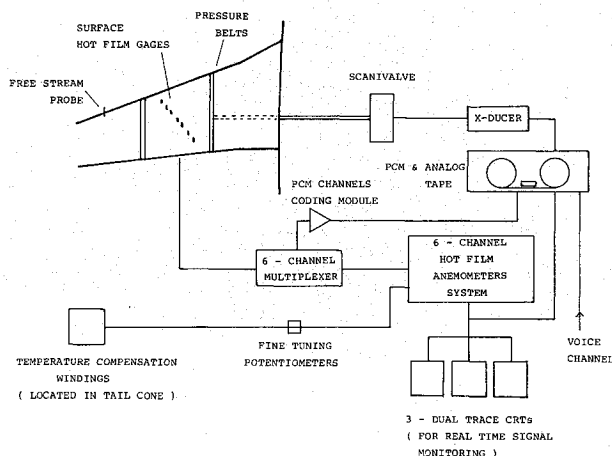 PRESSURE
BELTS
SURFACE
HOT FILM GAGES
FREE STREAM
PROBE
SCANIVALVE
X-DUCER
PCM & ANALOG
TAPE
PCM CHANNELS
CODING MODULE
6 - CHANNEL
MULTIPLEXER
6 - CHANNEL
HOT FILM
ANEMOMETERS
SYSTEM
VOICE
CHANNEL
FINE TUNING
POTENTIOMETERS
TEMPERATURE COMPENSATION
WINDINGS
( LOCATED IN TAIL CONE )
3 - DUAL TRACE CRTs
( FOR REAL TIME SIGNAL
MONITORING )